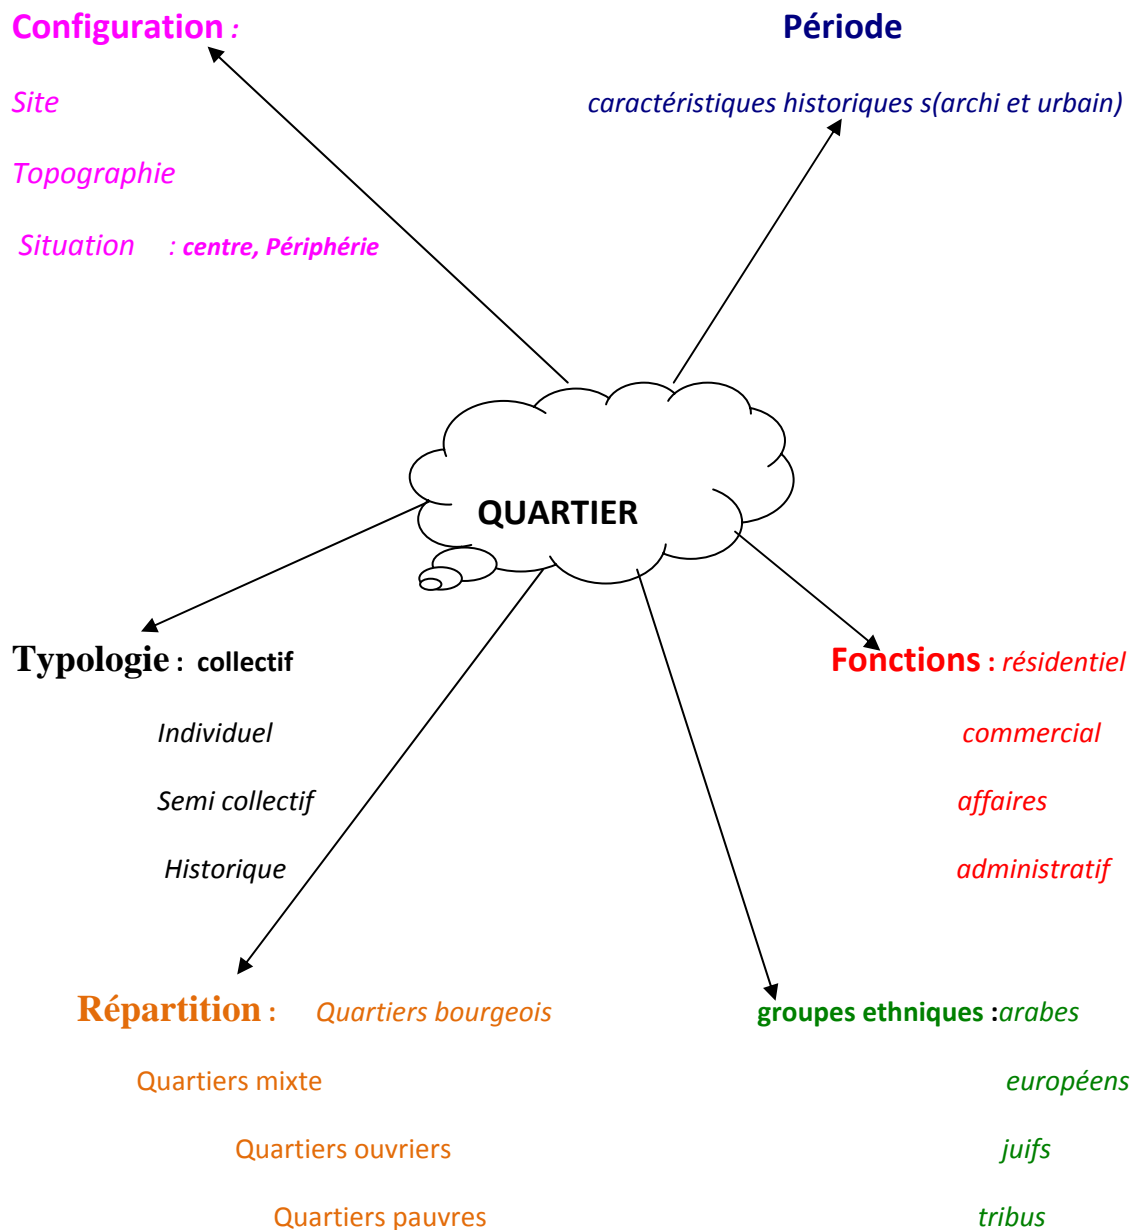 Configuration :
Période
Site
caractéristiques historiques s(archi et urbain)
Topographie
Situation : centre, Périphérie
QUARTIER
Typologie : collectif
Individuel
Semi collectif
Historique
Fonctions : résidentiel
commercial
affaires
administratif
Répartition : Quartiers bourgeois
Quartiers mixte
Quartiers ouvriers
Quartiers pauvres
groupes ethniques :arabes
européens
juifs
tribus